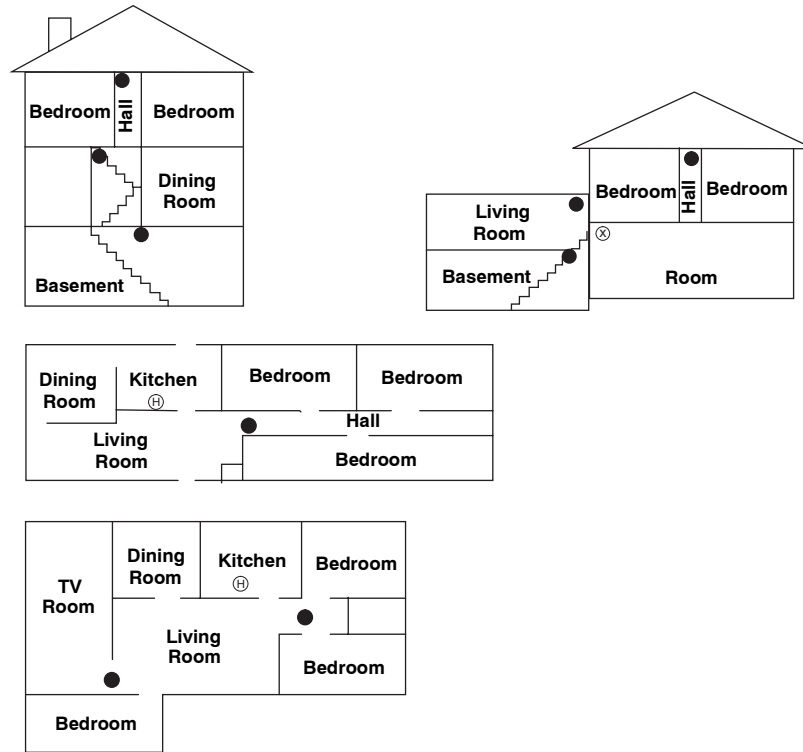 Bedroom
Hall
Bedroom
Dining
Room
Basement
Bedroom
Hall
Bedroom
Living
Room
X
Basement
Room
Dining
Room
Kitchen
H
Bedroom
Bedroom
Hall
Living
Room
Bedroom
TV
Room
Dining
Room
Kitchen
H
Bedroom
Living
Room
Bedroom
Bedroom